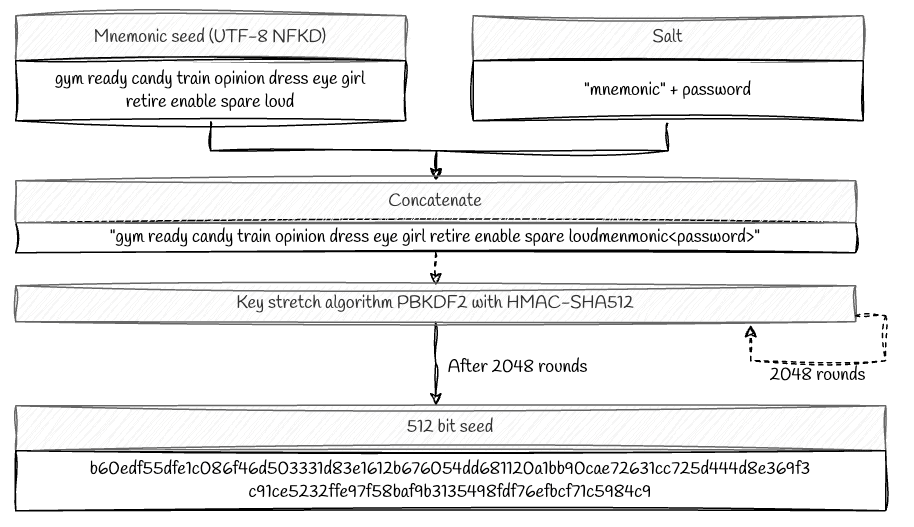 Mnemonic seed (UTF-8 NFKD)
gym ready candy train opinion dress eye girl
retire enable spare loud
Salt
"mnemonic" + password
Concatenate
"gym ready candy train opinion dress eye girl retire enable spare loudmenmonic<password>"
Key stretch algorithm PBKDF2 with HMAC-SHA512
After 2048 rounds
2048 rounds
512 bit seed
b60edf55dfe1c086f46d503331d83e1612b676054dd681120a1bb90cae72631cc725d444d8e369f3
c91ce5232ffe97f58baf9b3135498fdf76efbcf71c5984c9